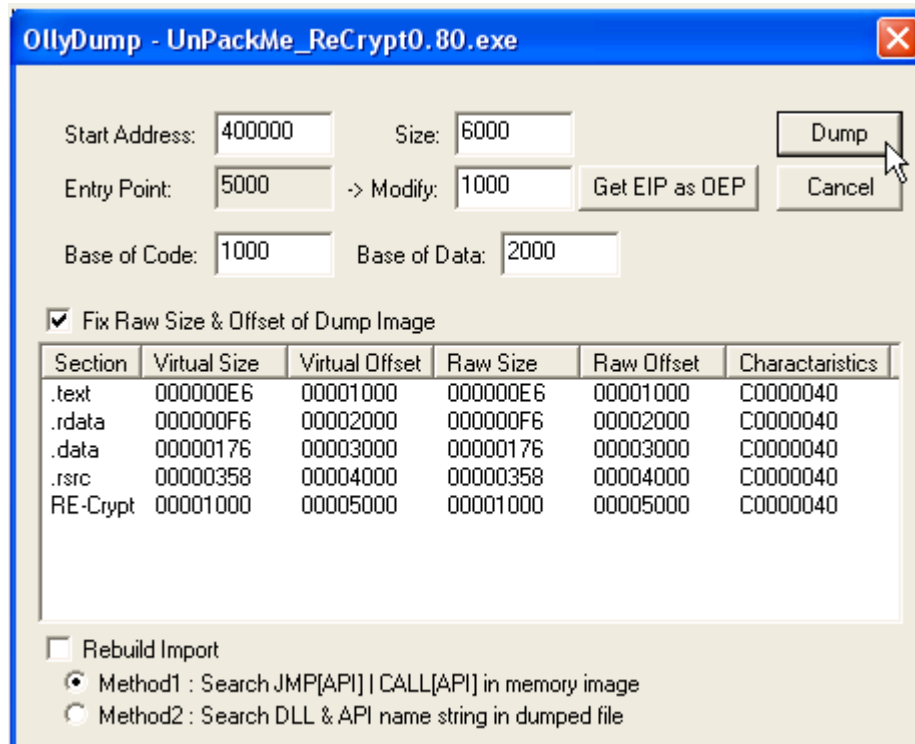 OllyDump - UnPackMe_ReCrypt0.80.exe
Start Address: 400000 Size: 6000 Dump
Entry Point: 5000 -> Modify: 1000 Get EIP as OEP Cancel
Base of Code: 1000 Base of Data: 2000
Fix Raw Size & Offset of Dump Image
Section Virtual Size Virtual Offset Raw Size Raw Offset Charactaristics
.text 000000E6 00001000 000000E6 00001000 C0000040
.rdata 000000F6 00002000 000000F6 00002000 C0000040
.data 00000176 00003000 00000176 00003000 C0000040
.rsrc 00000358 00004000 00000358 00004000 C0000040
RE-Crypt 00001000 00005000 00001000 00005000 C0000040
Rebuild Import
Method1 : Search JMP[API] | CALL[API] in memory image
Method2 : Search DLL & API name string in dumped file